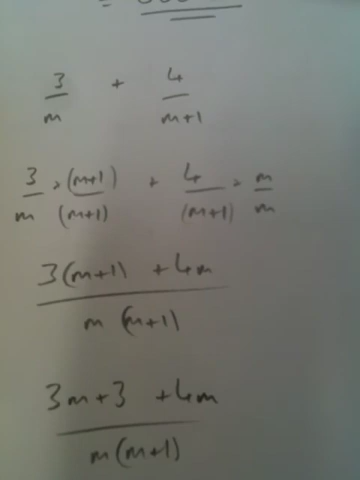 3/m + 4/(m+1)
3/m × (m+1)/(m+1) + 4/(m+1) × m/m
(3(m+1) + 4m)/(m(m+1))
(3m+3 + 4m)/(m(m+1))